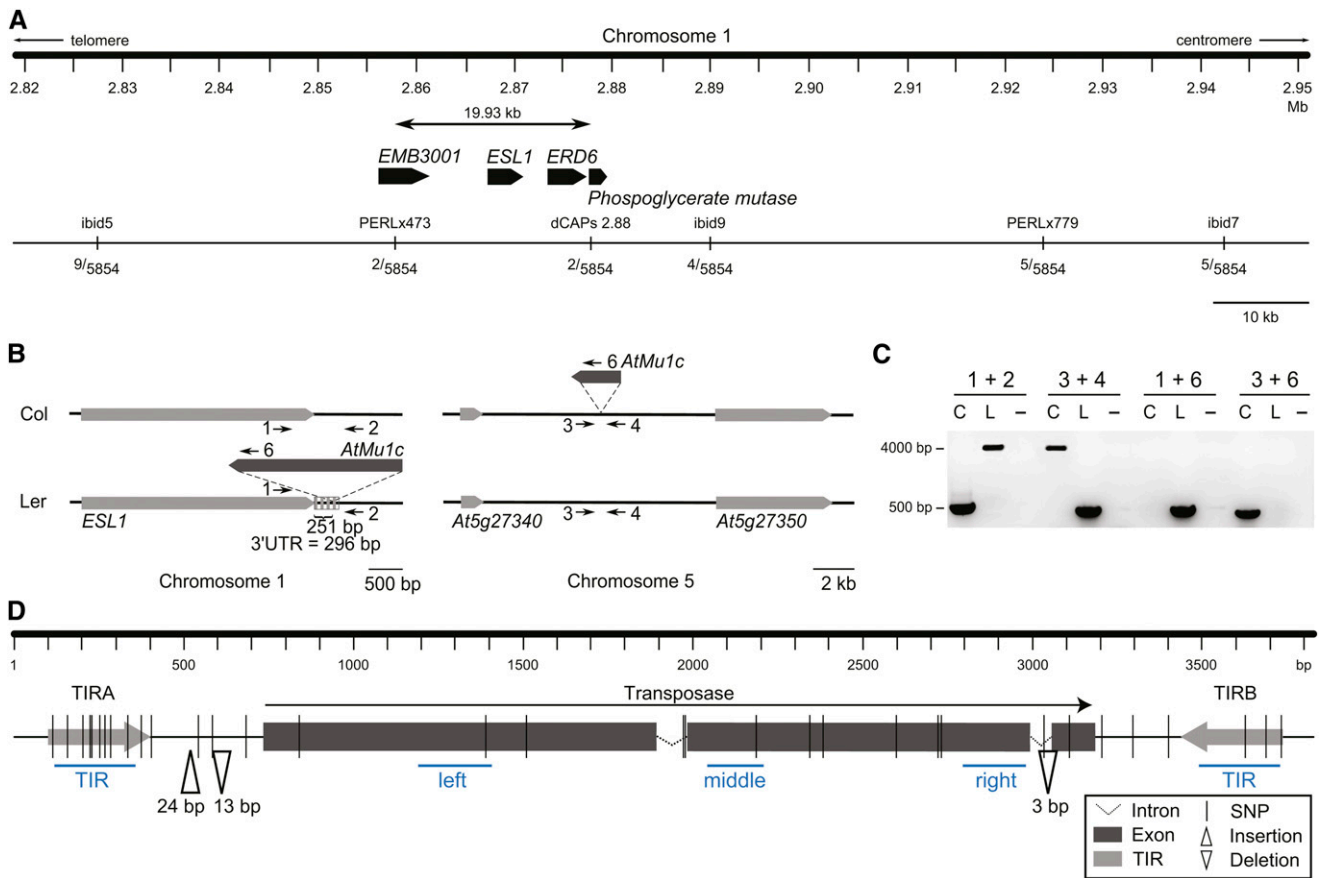 A
telomere
Chromosome 1
centromere
2.82 2.83 2.84 2.85 2.86 2.87 2.88 2.89 2.90 2.91 2.92 2.93 2.94 2.95
Mb
19.93 kb
EMB3001 ESL1 ERD6
Phospoglycerate mutase
ibid5 PERLx473 dCAPs 2.88 ibid9 PERLx779 ibid7
9/5854 2/5854 2/5854 4/5854 5/5854 5/5854
10 kb
B
6 AtMu1c
Col
1 2 3 4
6 AtMu1c
1
Ler
2 3 4
ESL1 251 bp At5g27340 At5g27350
3'UTR = 296 bp
Chromosome 1 500 bp Chromosome 5 2 kb
C
1 + 2 3 + 4 1 + 6 3 + 6
C L – C L – C L – C L –
4000 bp –
500 bp –
D
1 500 1000 1500 2000 2500 3000 3500 bp
TIRA Transposase TIRB
TIR left middle right TIR
24 bp 13 bp 3 bp
Intron SNP
Exon Insertion
TIR Deletion